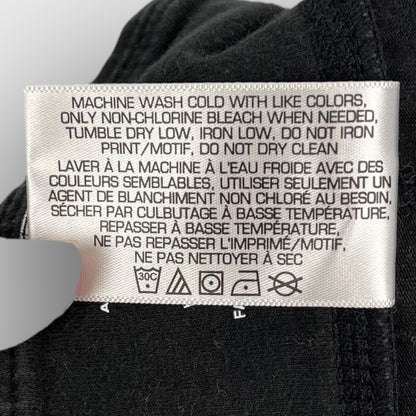 MACHINE WASH COLD WITH LIKE COLORS,
ONLY NON-CHLORINE BLEACH WHEN NEEDED,
TUMBLE DRY LOW, IRON LOW, DO NOT IRON
PRINT/MOTIF, DO NOT DRY CLEAN
LAVER À LA MACHINE À L'EAU FROIDE AVEC DES
COULEURS SEMBLABLES, UTILISER SEULEMENT UN
AGENT DE BLANCHIMENT NON CHLORÉ AU BESOIN,
SÉCHER PAR CULBUTAGE À BASSE TEMPÉRATURE,
REPASSER À BASSE TEMPÉRATURE,
NE PAS REPASSER L'IMPRIMÉ/MOTIF,
NE PAS NETTOYER À SEC
30C